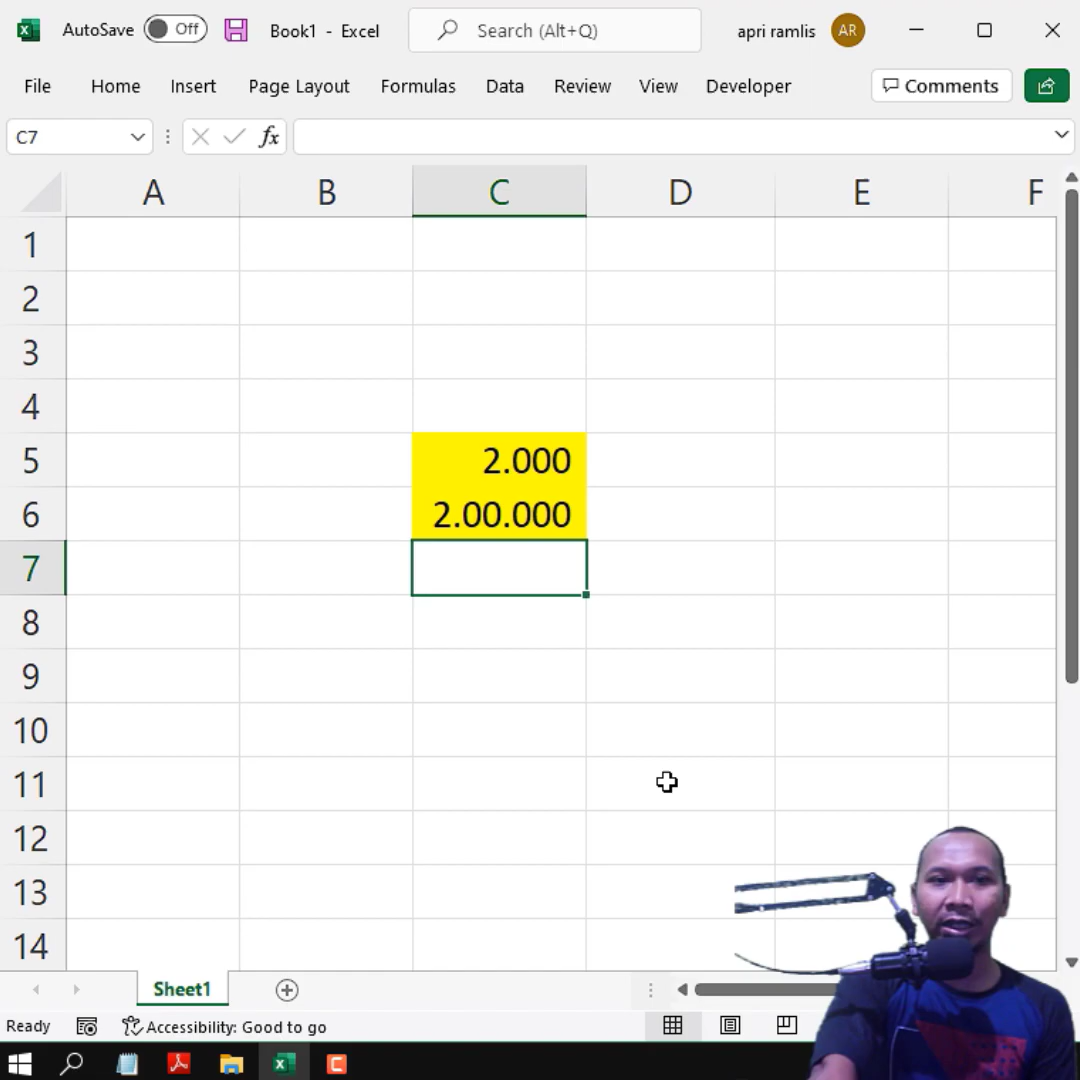 AutoSave Off Book1 - Excel Search (Alt+Q) apri ramlis AR
File Home Insert Page Layout Formulas Data Review View Developer Comments
C7 fx
A B C D E F
1
2
3
4
5 2.000
6 2.00.000
7
8
9
10
11
12
13
14
Sheet1
Ready Accessibility: Good to go